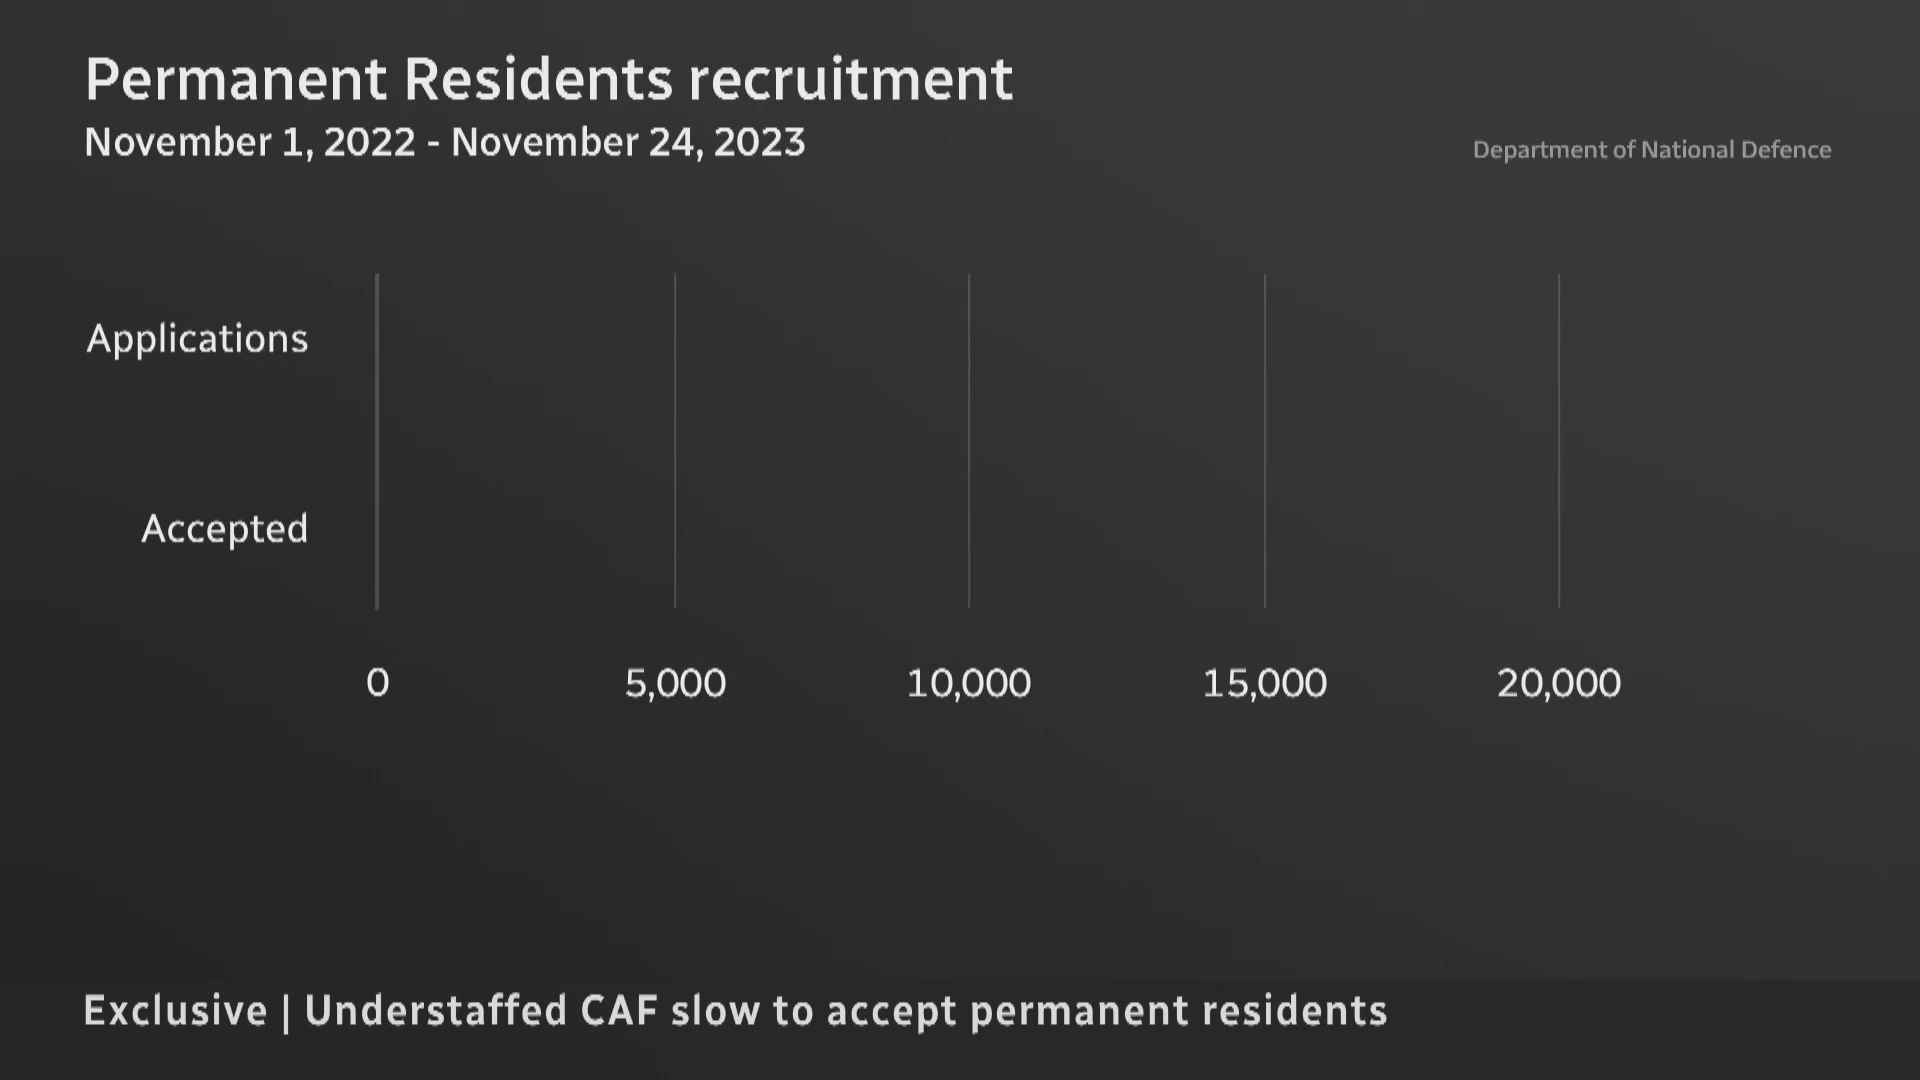 Permanent Residents recruitment
November 1, 2022 - November 24, 2023
Department of National Defence
Applications
Accepted
0 5,000 10,000 15,000 20,000
Exclusive | Understaffed CAF slow to accept permanent residents